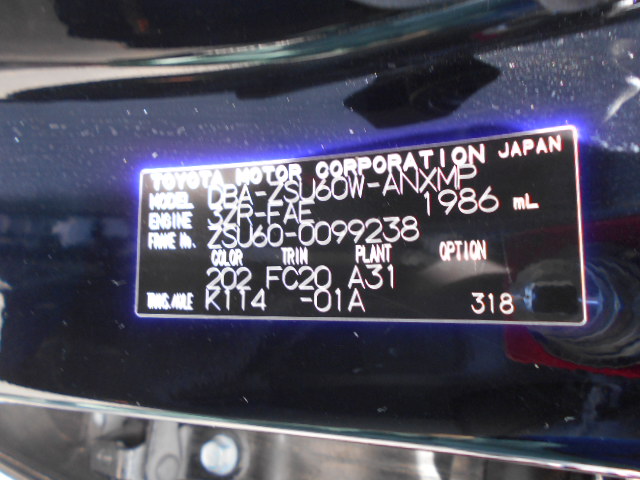 TOYOTA MOTOR CORPORATION JAPAN
MODEL DBA-ZSU60W-ANXMP
ENGINE 3ZR-FAE 1986 mL
FRAME No. ZSU60-0099238
COLOR TRIM PLANT OPTION
202 FC20 A31
TRANS.AXLE K114 -01A 318